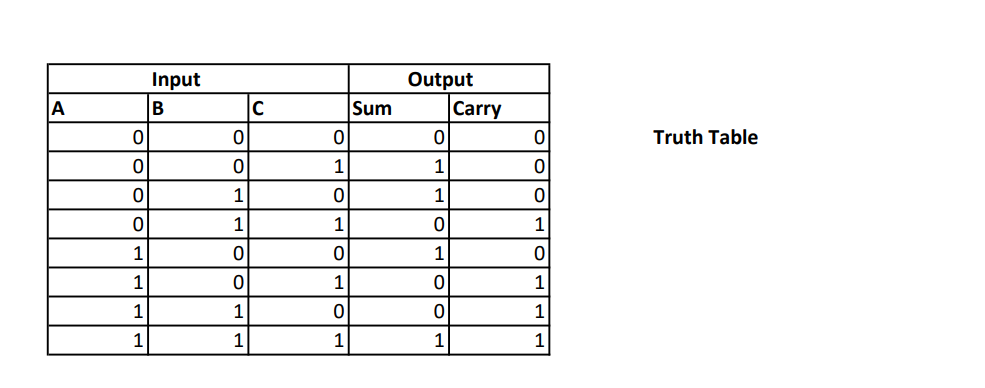 Input Output
A B C Sum Carry
0 0 0 0 0 Truth Table
0 0 1 1 0
0 1 0 1 0
0 1 1 0 1
1 0 0 1 0
1 0 1 0 1
1 1 0 0 1
1 1 1 1 1